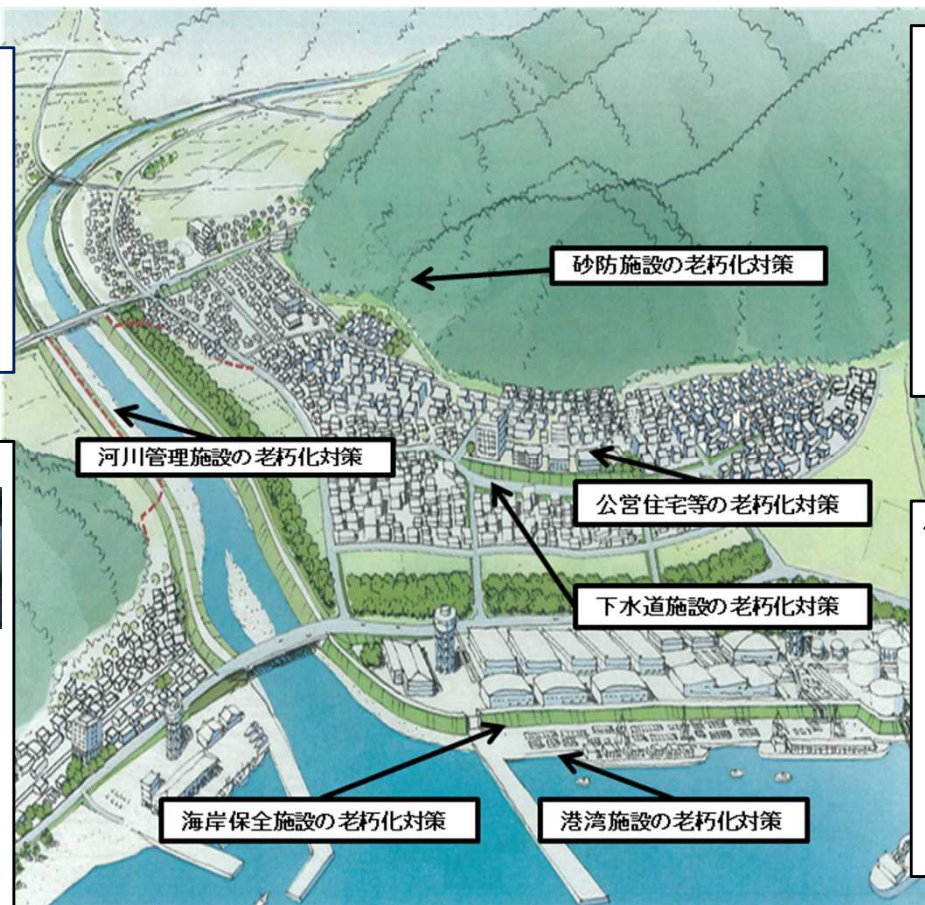 砂防施設の老朽化対策
河川管理施設の老朽化対策
公営住宅等の老朽化対策
下水道施設の老朽化対策
海岸保全施設の老朽化対策
港湾施設の老朽化対策